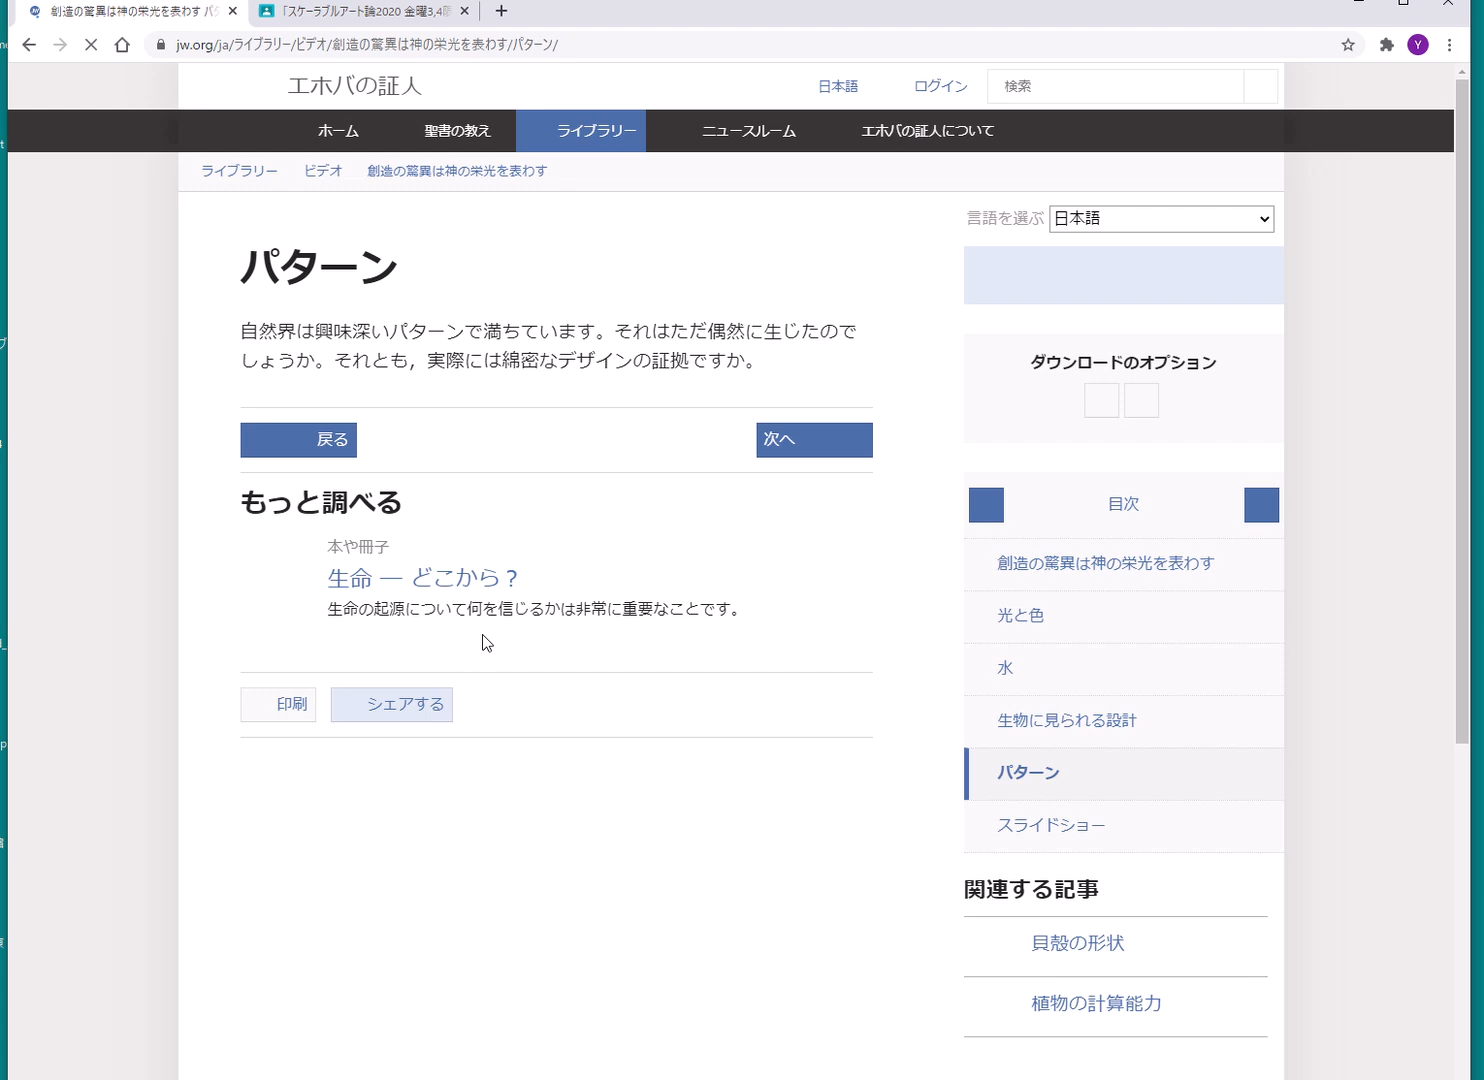 創造の驚異は神の栄光を表わす パタ
「スケーラブルアート論2020 金曜3,4限
jw.org/ja/ライブラリー/ビデオ/創造の驚異は神の栄光を表わす/パターン/
Y
エホバの証人
日本語
ログイン
検索
ホーム
聖書の教え
ライブラリー
ニュースルーム
エホバの証人について
ライブラリー
ビデオ
創造の驚異は神の栄光を表わす
言語を選ぶ
日本語
パターン
自然界は興味深いパターンで満ちています。それはただ偶然に生じたので
しょうか。それとも，実際には綿密なデザインの証拠ですか。
戻る
次へ
もっと調べる
本や冊子
生命 ― どこから？
生命の起源について何を信じるかは非常に重要なことです。
印刷
シェアする
ダウンロードのオプション
目次
創造の驚異は神の栄光を表わす
光と色
水
生物に見られる設計
パターン
スライドショー
関連する記事
貝殻の形状
植物の計算能力